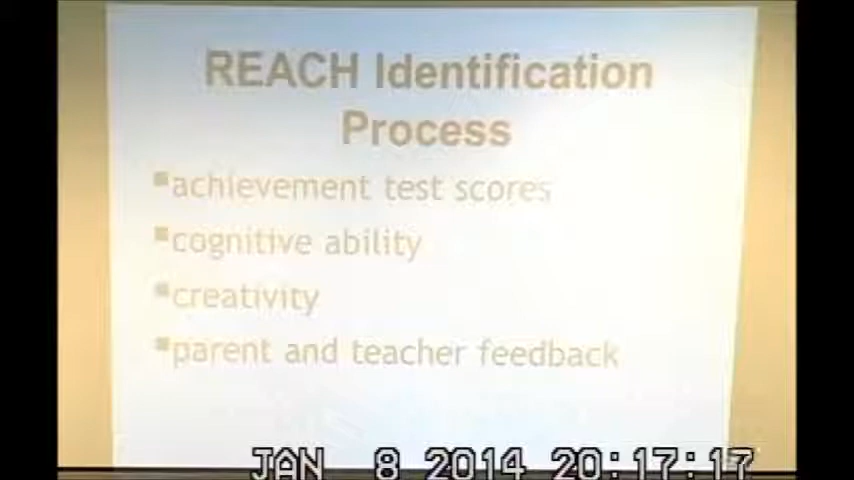 REACH Identification
Process
achievement test scores
cognitive ability
creativity
parent and teacher feedback
JAN 8 2014 20:17:17